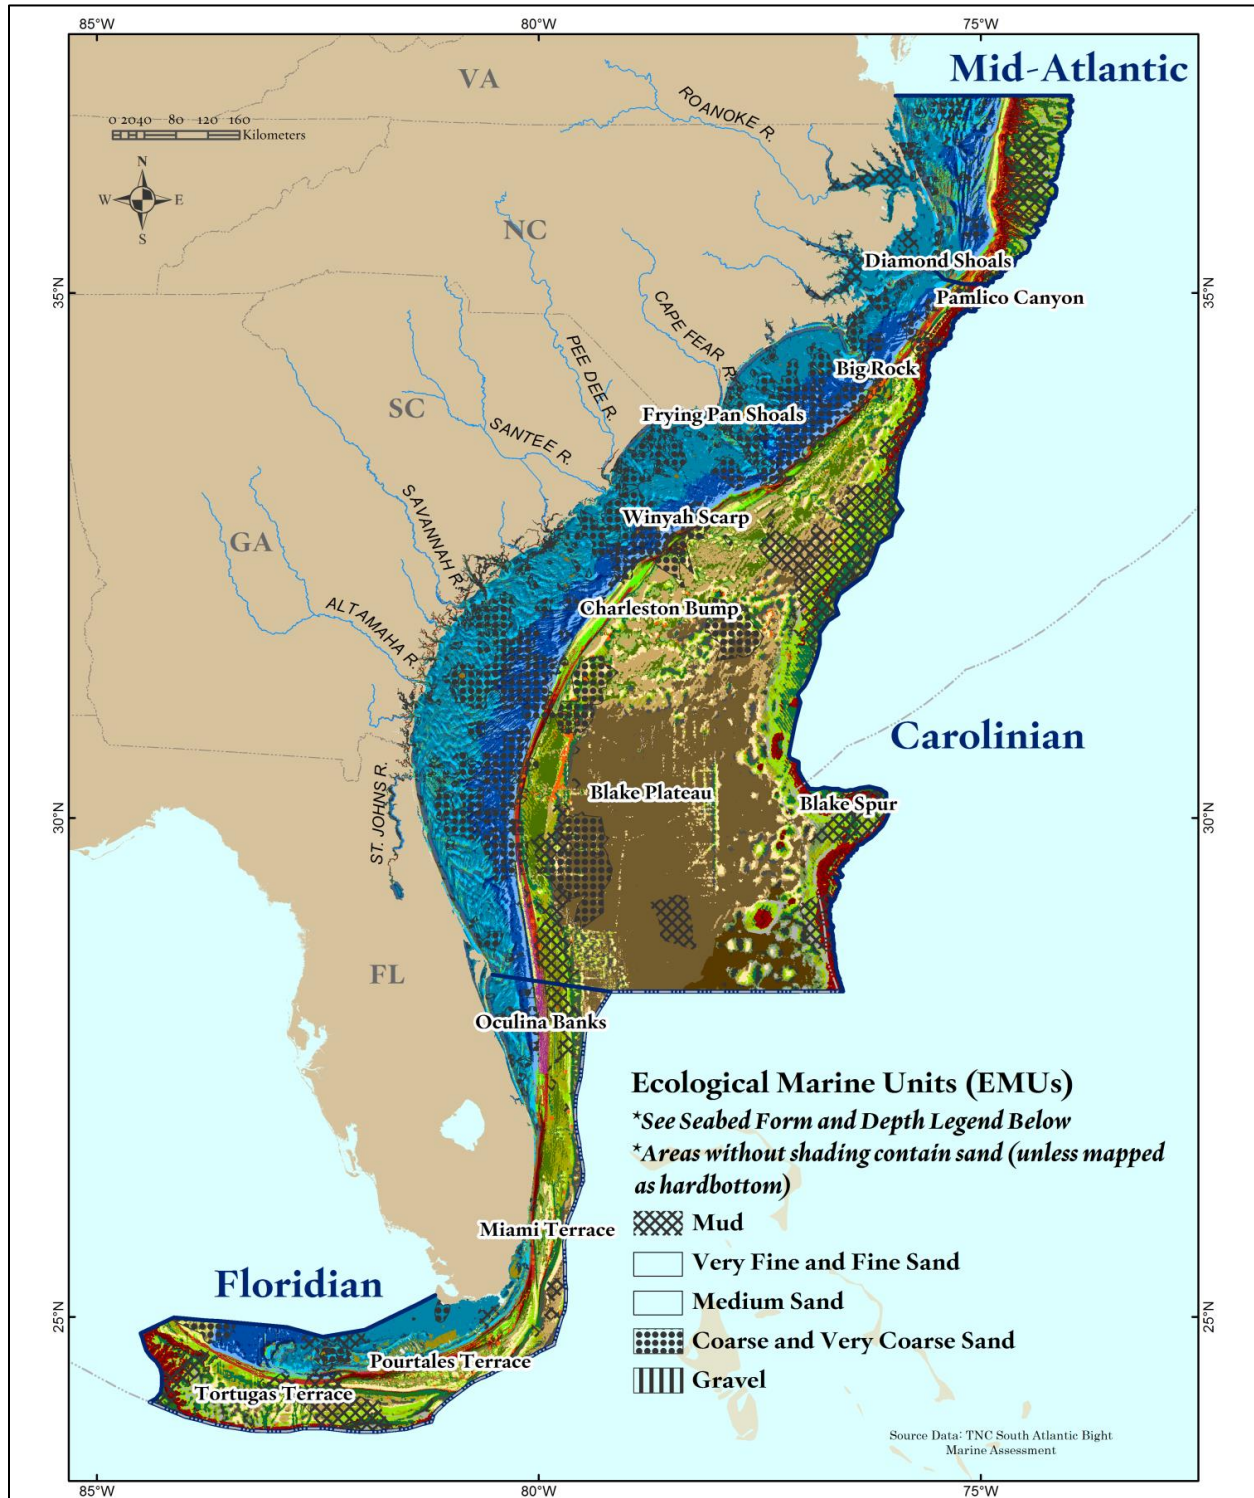 85°W
80°W
75°W
Mid-Atlantic
VA
ROANOKE R.
0 20 40 80 120 160
Kilometers
N
W E
S
NC
Diamond Shoals
35°N
35°N
Pamlico Canyon
CAPE FEAR R.
PEE DEE R.
Big Rock
SC
Frying Pan Shoals
SANTEE R.
SAVANNAH R.
Winyah Scarp
GA
ALTAMAHA R.
Charleston Bump
Carolinian
ST. JOHNS R.
Blake Plateau
Blake Spur
30°N
30°N
FL
Oculina Banks
Ecological Marine Units (EMUs)
*See Seabed Form and Depth Legend Below
*Areas without shading contain sand (unless mapped
as hardbottom)
Mud
Miami Terrace
Very Fine and Fine Sand
Floridian
Medium Sand
25°N
25°N
Coarse and Very Coarse Sand
Pourtales Terrace
Gravel
Tortugas Terrace
Source Data: TNC South Atlantic Bight
Marine Assessment
85°W
80°W
75°W